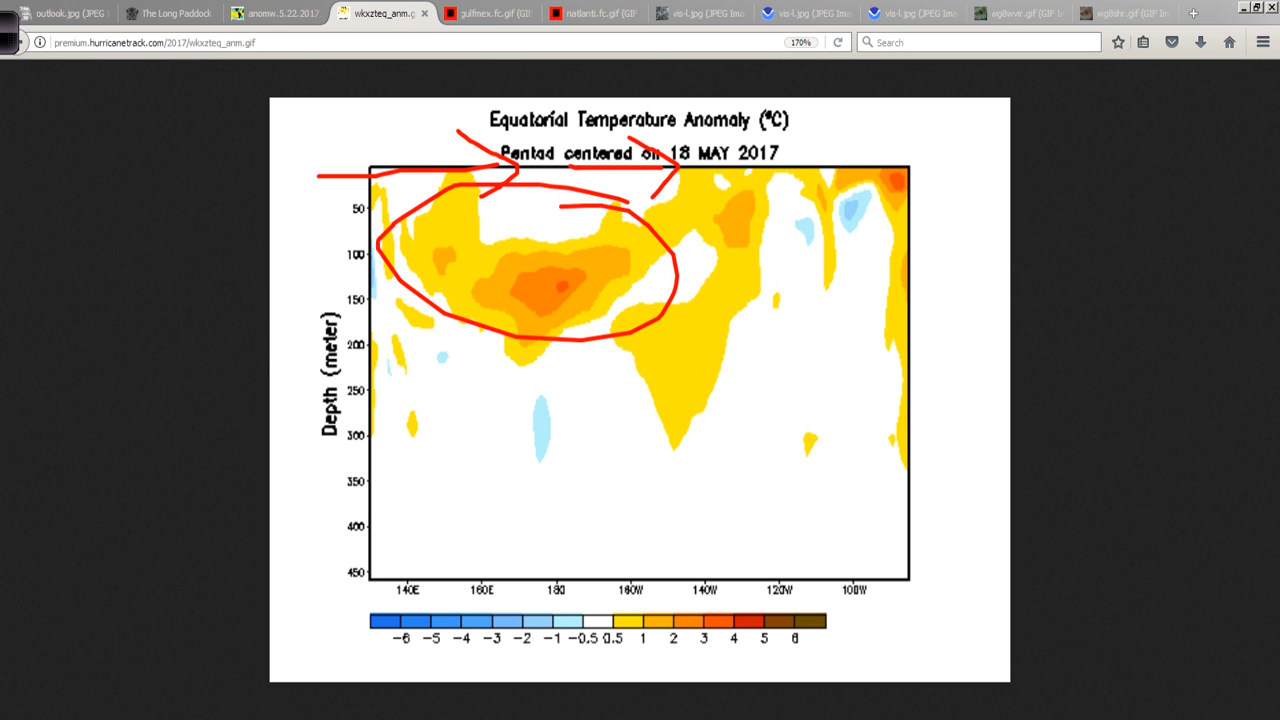 outlook.jpg (JPEG
The Long Paddock
anomw.5.22.2017
wkxzteq_anm.g
gulfmex.fc.gif (GIF
natlanti.fc.gif (GIF
vis-l.jpg (JPEG Ima
vis-l.jpg (JPEG Ima
vis-l.jpg (JPEG Ima
wg8wvir.gif (GIF Im
wg8shr.gif (GIF Im
premium.hurricanetrack.com/2017/wkxzteq_anm.gif
170%
Search
Equatorial Temperature Anomaly (°C)
Pentad centered on 18 MAY 2017
Depth (meter)
50
100
150
200
250
300
350
400
450
140E 160E 180 160W 140W 120W 100W
-6 -5 -4 -3 -2 -1 -0.5 0.5 1 2 3 4 5 6